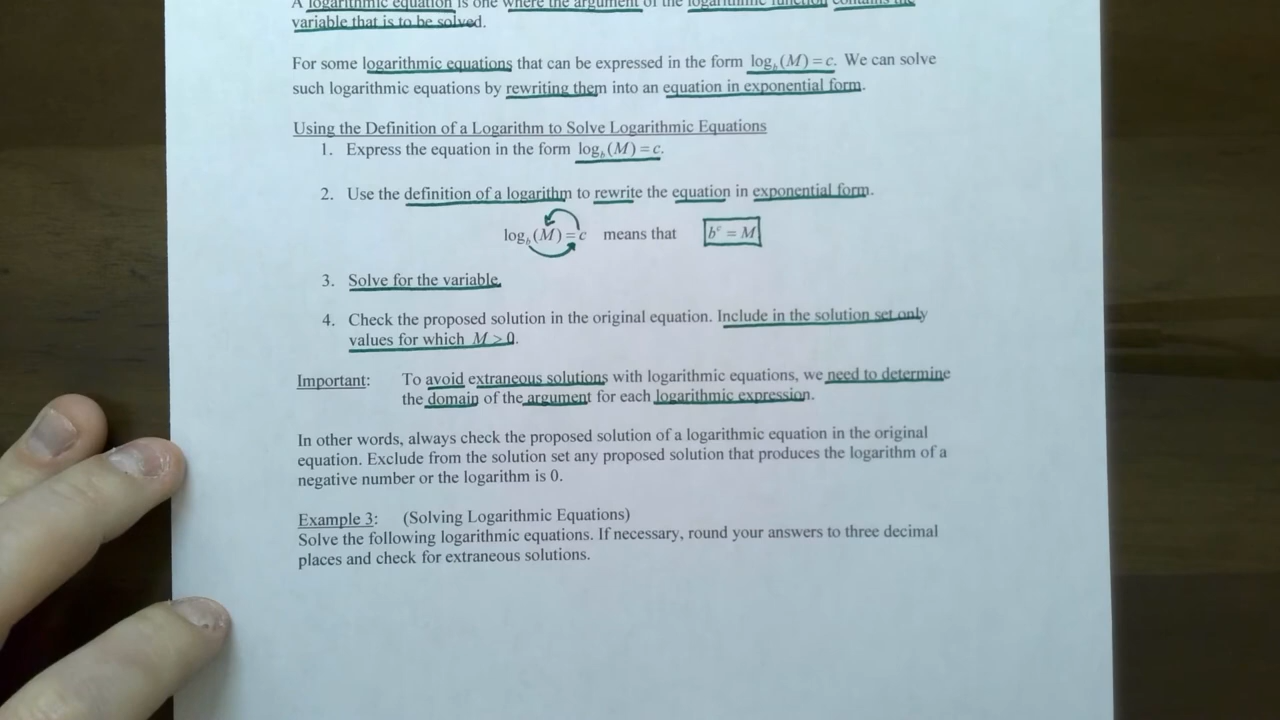 A logarithmic equation is one where the argument of the logarithmic function contains the
variable that is to be solved.
For some logarithmic equations that can be expressed in the form log_b(M)=c. We can solve
such logarithmic equations by rewriting them into an equation in exponential form.
Using the Definition of a Logarithm to Solve Logarithmic Equations
1. Express the equation in the form log_b(M)=c.
2. Use the definition of a logarithm to rewrite the equation in exponential form.
log_b(M)=c means that b^c = M
3. Solve for the variable.
4. Check the proposed solution in the original equation. Include in the solution set only
values for which M > 0.
Important: To avoid extraneous solutions with logarithmic equations, we need to determine
the domain of the argument for each logarithmic expression.
In other words, always check the proposed solution of a logarithmic equation in the original
equation. Exclude from the solution set any proposed solution that produces the logarithm of a
negative number or the logarithm is 0.
Example 3: (Solving Logarithmic Equations)
Solve the following logarithmic equations. If necessary, round your answers to three decimal
places and check for extraneous solutions.